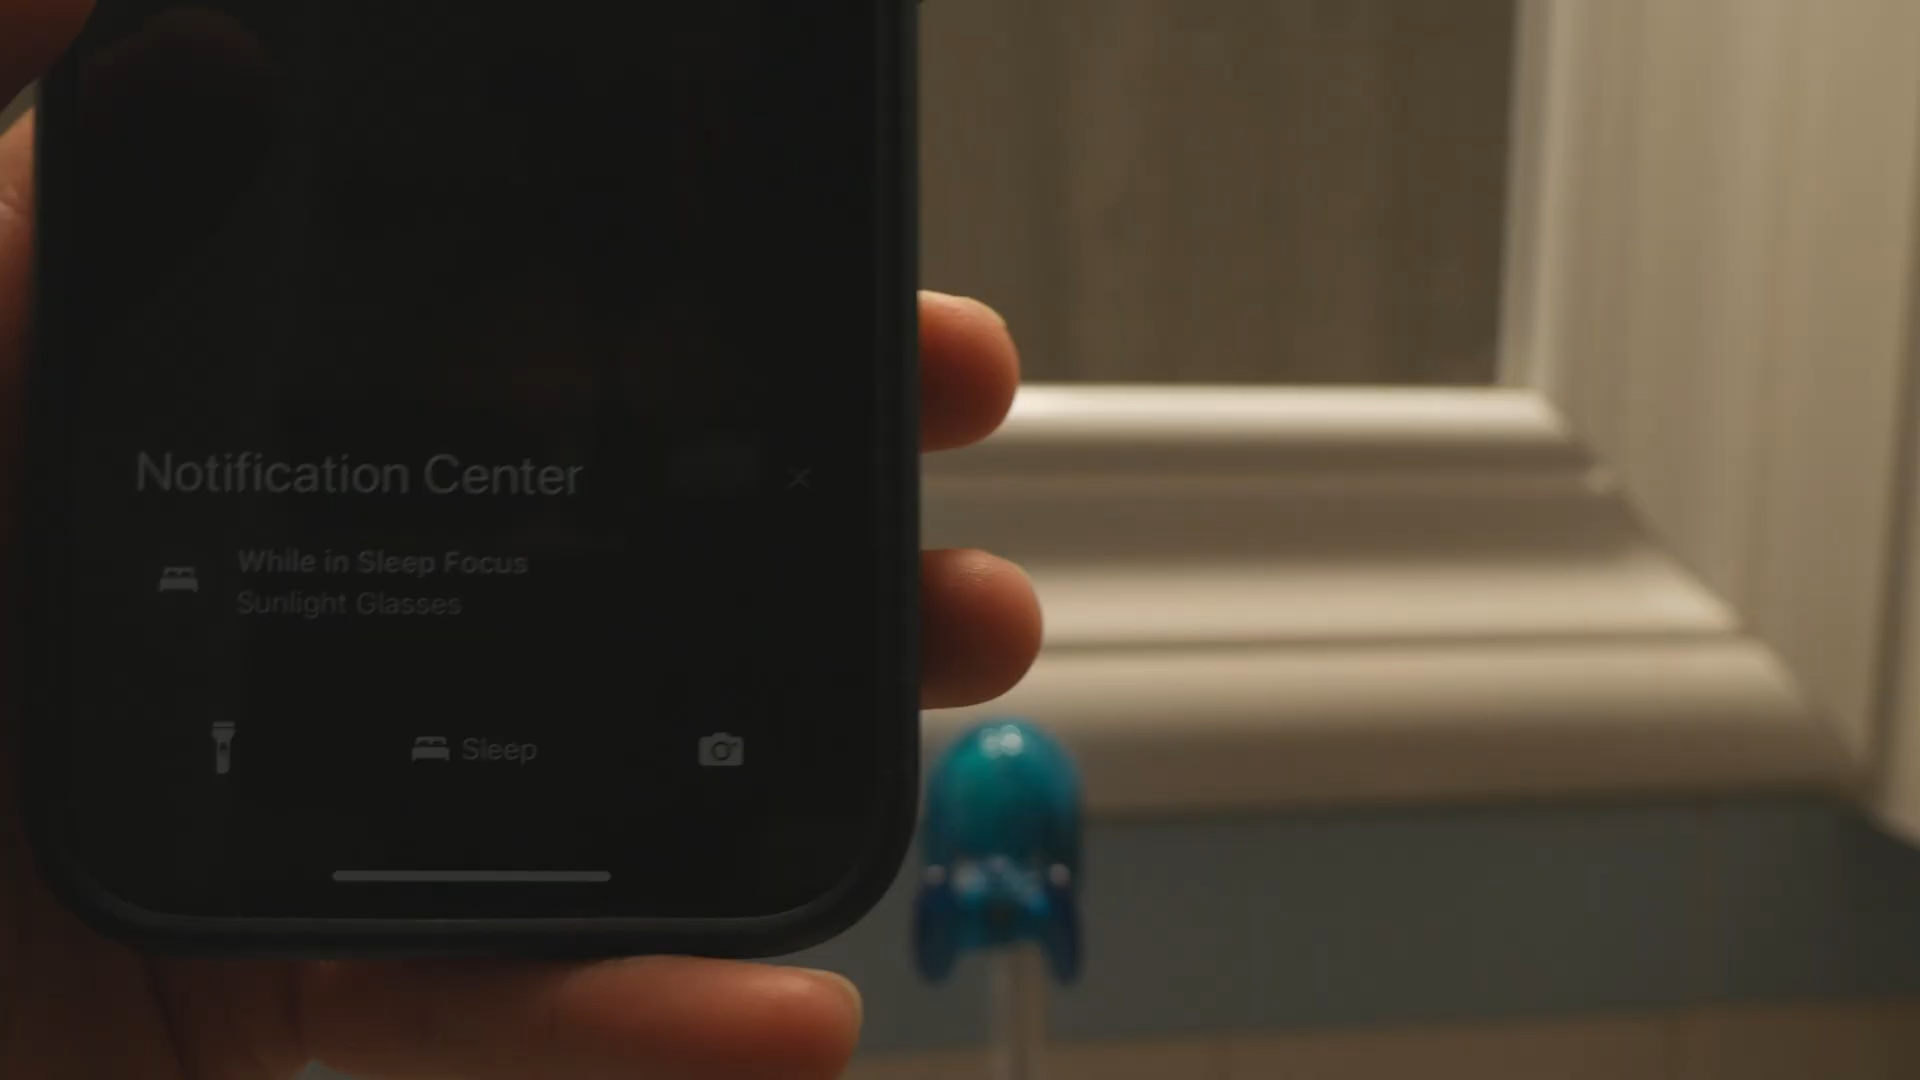 Notification Center
While in Sleep Focus
Sunlight Glasses
Sleep